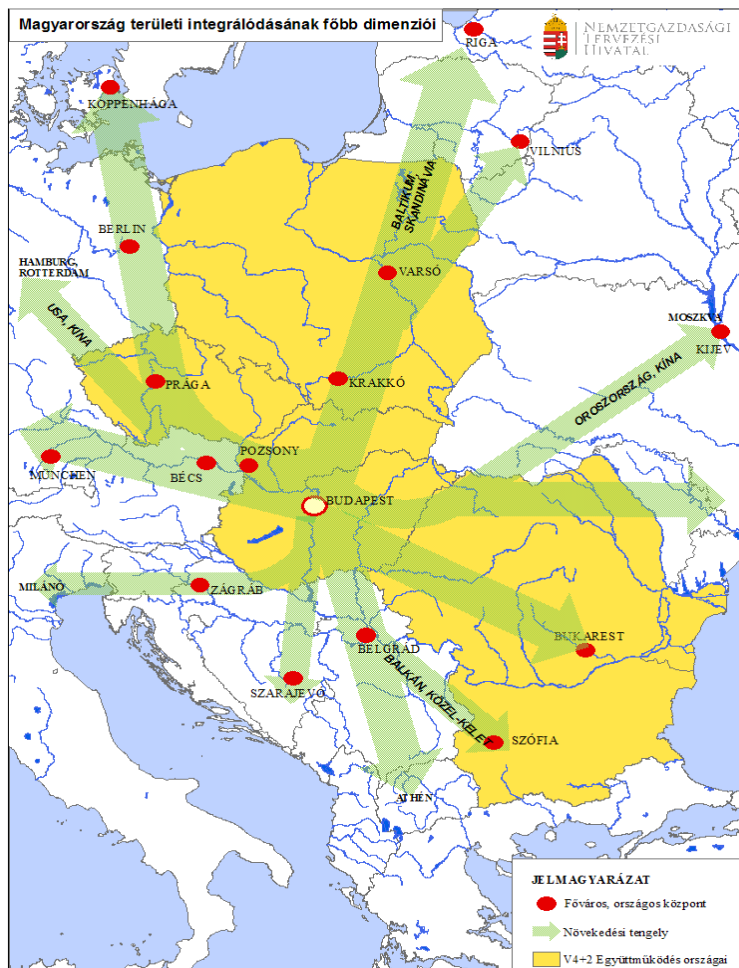 Magyarország területi integrálódásának főbb dimenziói
NEMZETGAZDASÁGI
TERVEZÉSI
HIVATAL
RIGA
KOPPENHÁGA
VILNIUS
BALTIKUM,
SKANDINÁVIA
BERLIN
HAMBURG,
ROTTERDAM
VARSÓ
USA, KÍNA
MOSZKVA
KIJEV
PRÁGA
KRAKKÓ
OROSZORSZÁG, KÍNA
POZSONY
MÜNCHEN
BÉCS
BUDAPEST
MILÁNÓ
ZÁGRÁB
BELGRÁD
BUKAREST
BALKÁN, KÖZEL-KELET
SZARAJEVÓ
SZÓFIA
ATHÉN
JELMAGYARÁZAT
Főváros, országos központ
Növekedési tengely
V4+2 Együttműködés országai